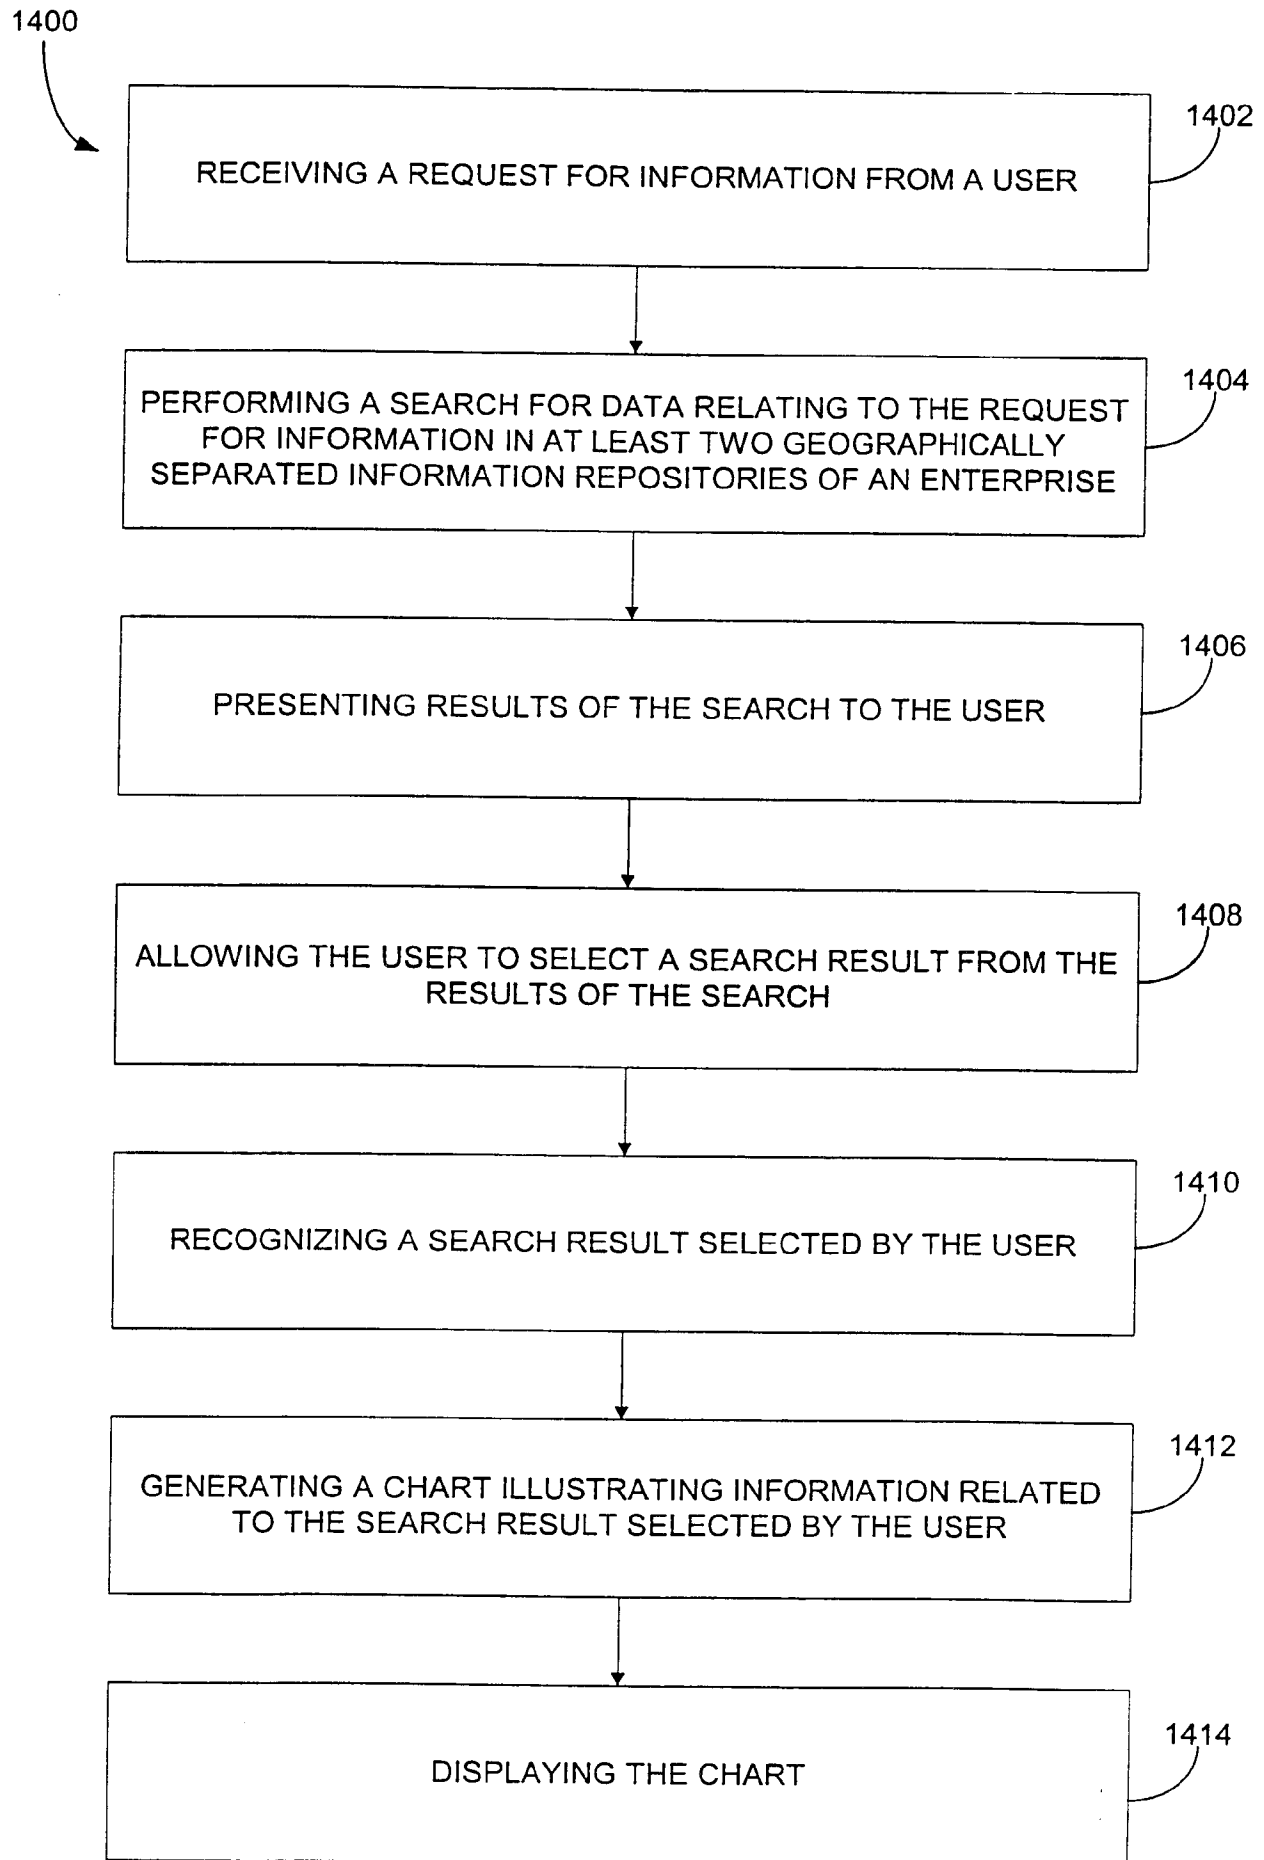 1400
1402
RECEIVING A REQUEST FOR INFORMATION FROM A USER
1404
PERFORMING A SEARCH FOR DATA RELATING TO THE REQUEST
FOR INFORMATION IN AT LEAST TWO GEOGRAPHICALLY
SEPARATED INFORMATION REPOSITORIES OF AN ENTERPRISE
1406
PRESENTING RESULTS OF THE SEARCH TO THE USER
1408
ALLOWING THE USER TO SELECT A SEARCH RESULT FROM THE
RESULTS OF THE SEARCH
1410
RECOGNIZING A SEARCH RESULT SELECTED BY THE USER
1412
GENERATING A CHART ILLUSTRATING INFORMATION RELATED
TO THE SEARCH RESULT SELECTED BY THE USER
1414
DISPLAYING THE CHART